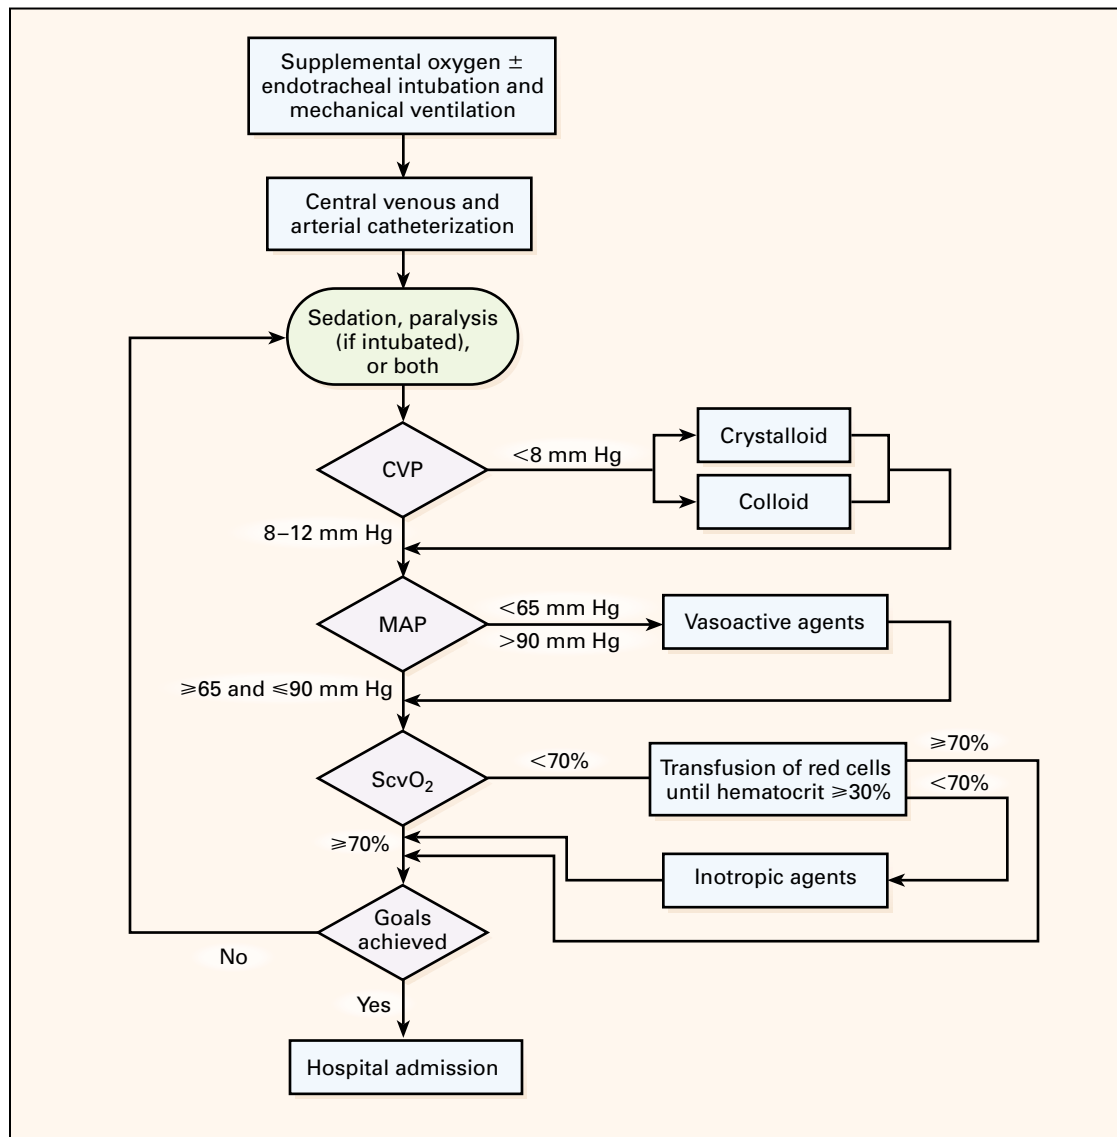 Supplemental oxygen ±
endotracheal intubation and
mechanical ventilation
Central venous and
arterial catheterization
Sedation, paralysis
(if intubated),
or both
CVP
<8 mm Hg
Crystalloid
Colloid
8–12 mm Hg
MAP
<65 mm Hg
>90 mm Hg
Vasoactive agents
⩾65 and ⩽90 mm Hg
ScvO₂
<70%
Transfusion of red cells
until hematocrit ⩾30%
⩾70%
<70%
⩾70%
Inotropic agents
Goals
achieved
No
Yes
Hospital admission